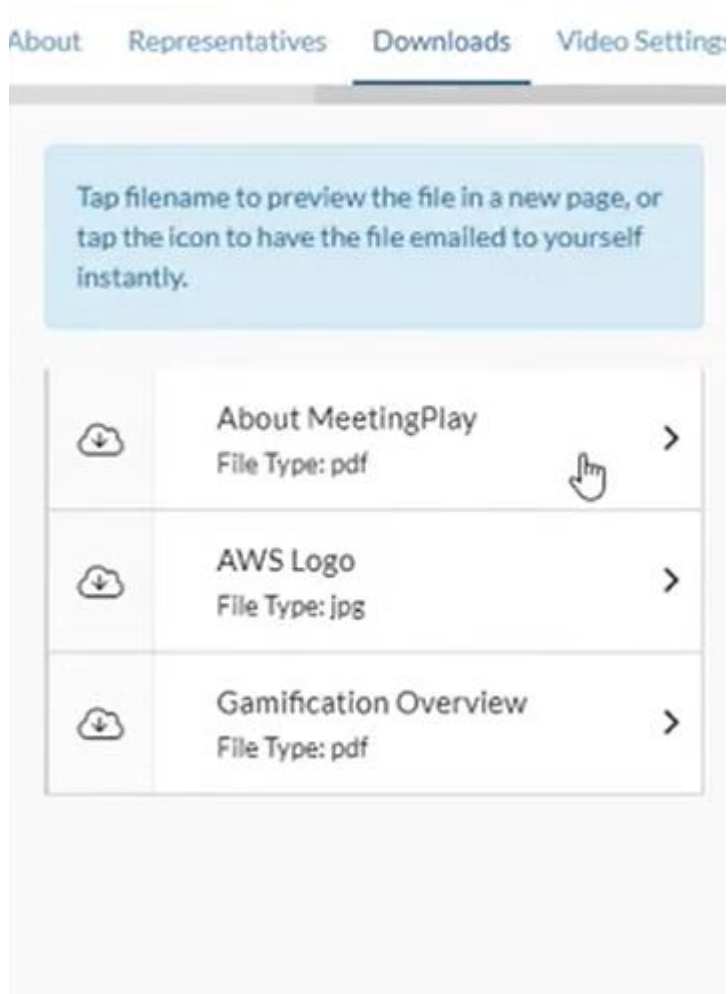 About Representatives Downloads Video Settings
Tap filename to preview the file in a new page, or
tap the icon to have the file emailed to yourself
instantly.
About MeetingPlay
File Type: pdf
AWS Logo
File Type: jpg
Gamification Overview
File Type: pdf